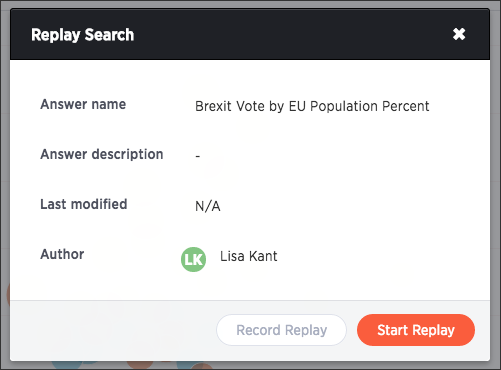 Replay Search
Answer name Brexit Vote by EU Population Percent
Answer description -
Last modified N/A
Author LK Lisa Kant
Record Replay Start Replay